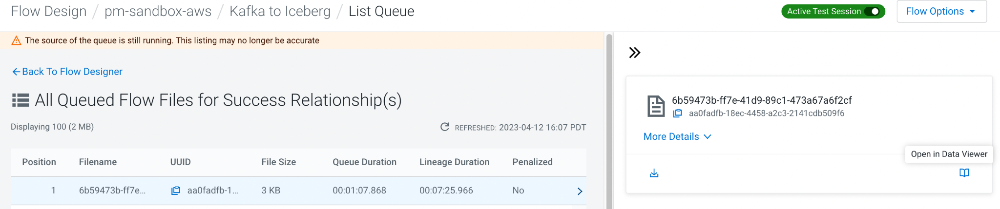 Flow Design / pm-sandbox-aws / Kafka to Iceberg / List Queue
Active Test Session
Flow Options
The source of the queue is still running. This listing may no longer be accurate
Back To Flow Designer
All Queued Flow Files for Success Relationship(s)
Displaying 100 (2 MB)
REFRESHED: 2023-04-12 16:07 PDT
Position Filename UUID File Size Queue Duration Lineage Duration Penalized
1 6b59473b-ff7e... aa0fadfb-1... 3 KB 00:01:07.868 00:07:25.966 No
6b59473b-ff7e-41d9-89c1-473a67a6f2cf
aa0fadfb-18ec-4458-a2c3-2141cdb509f6
More Details
Open in Data Viewer